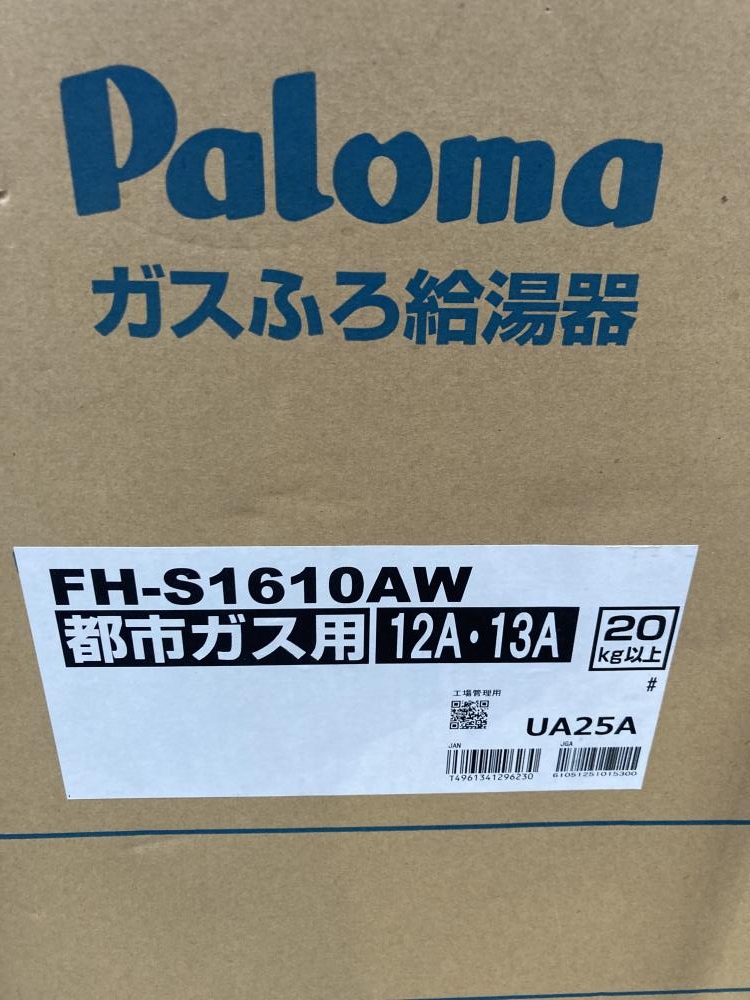 Paloma
ガスふろ給湯器
FH-S1610AW
都市ガス用 12A・13A 20
kg以上
#
工場管理用
UA25A
JAN
JGA
T4961341296230
61051251015300